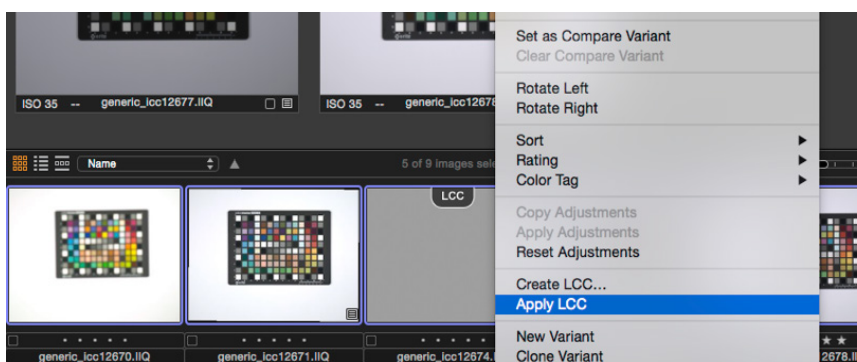 ISO 35 -- generic_icc12677.IIQ
ISO 35 -- generic_icc12678
Name
5 of 9 images sele
LCC
generic_icc12670.IIQ
generic_icc12671.IIQ
generic_icc12674.I
2678.II
Set as Compare Variant
Clear Compare Variant
Rotate Left
Rotate Right
Sort
Rating
Color Tag
Copy Adjustments
Apply Adjustments
Reset Adjustments
Create LCC...
Apply LCC
New Variant
Clone Variant